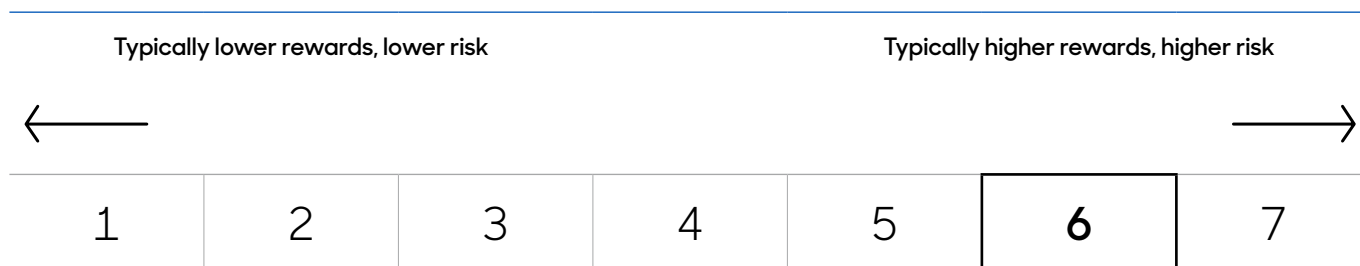 Typically lower rewards, lower risk Typically higher rewards, higher risk
1 2 3 4 5 6 7